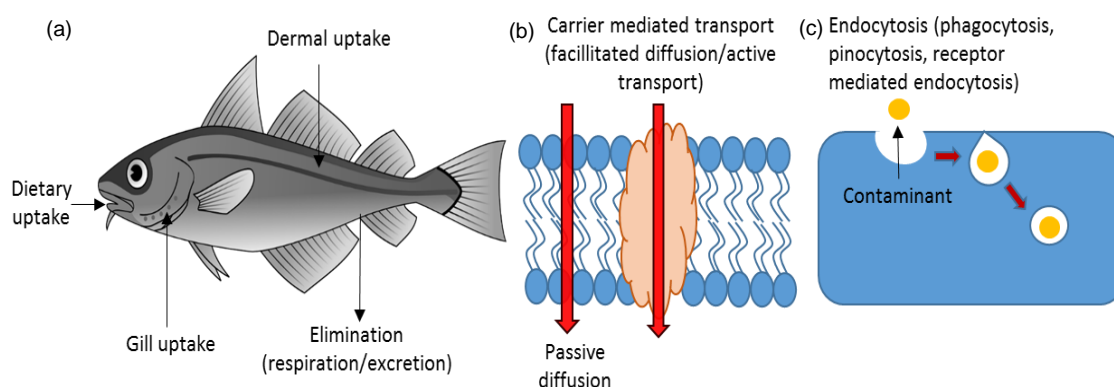 (a)
Dermal uptake
Dietary
uptake
Gill uptake
Elimination
(respiration/excretion)
(b)
Carrier mediated transport
(facillitated diffusion/active
transport)
Passive
diffusion
(c)
Endocytosis (phagocytosis,
pinocytosis, receptor
mediated endocytosis)
Contaminant